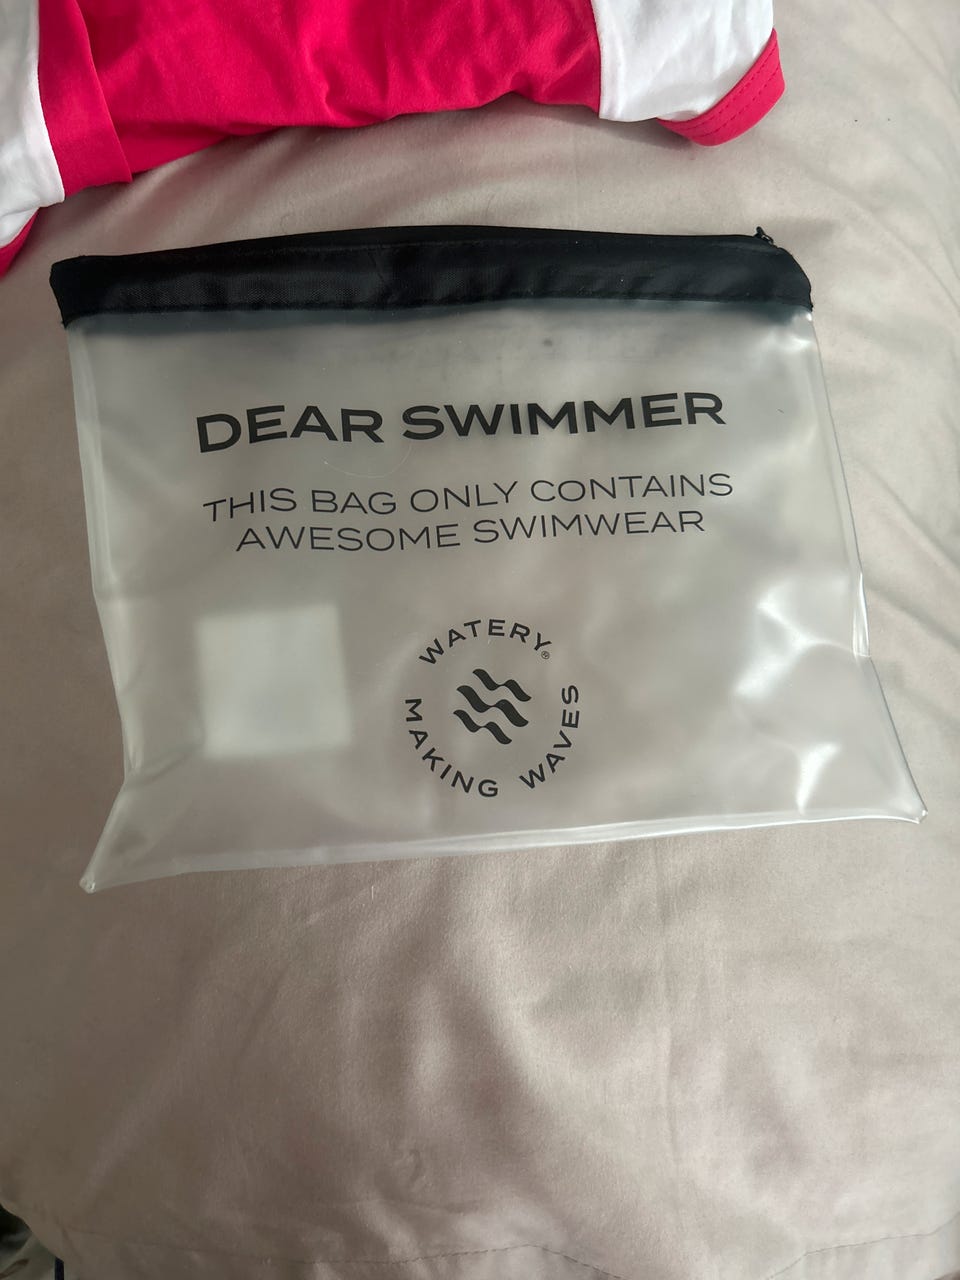 DEAR SWIMMER
THIS BAG ONLY CONTAINS
AWESOME SWIMWEAR
WATERY®
MAKING WAVES